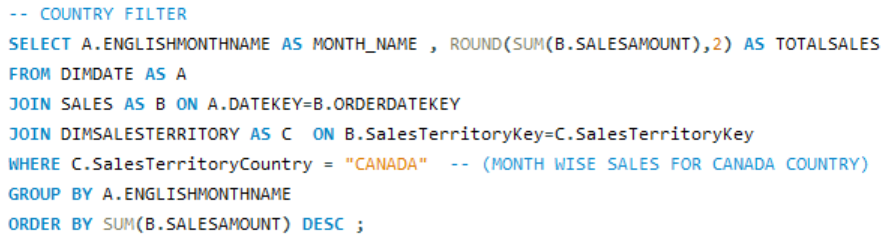 -- COUNTRY FILTER
SELECT A.ENGLISHMONTHNAME AS MONTH_NAME , ROUND(SUM(B.SALESAMOUNT),2) AS TOTALSALES
FROM DIMDATE AS A
JOIN SALES AS B ON A.DATEKEY=B.ORDERDATEKEY
JOIN DIMSALESTERRITORY AS C  ON B.SalesTerritoryKey=C.SalesTerritoryKey
WHERE C.SalesTerritoryCountry = "CANADA"  -- (MONTH WISE SALES FOR CANADA COUNTRY)
GROUP BY A.ENGLISHMONTHNAME
ORDER BY SUM(B.SALESAMOUNT) DESC ;